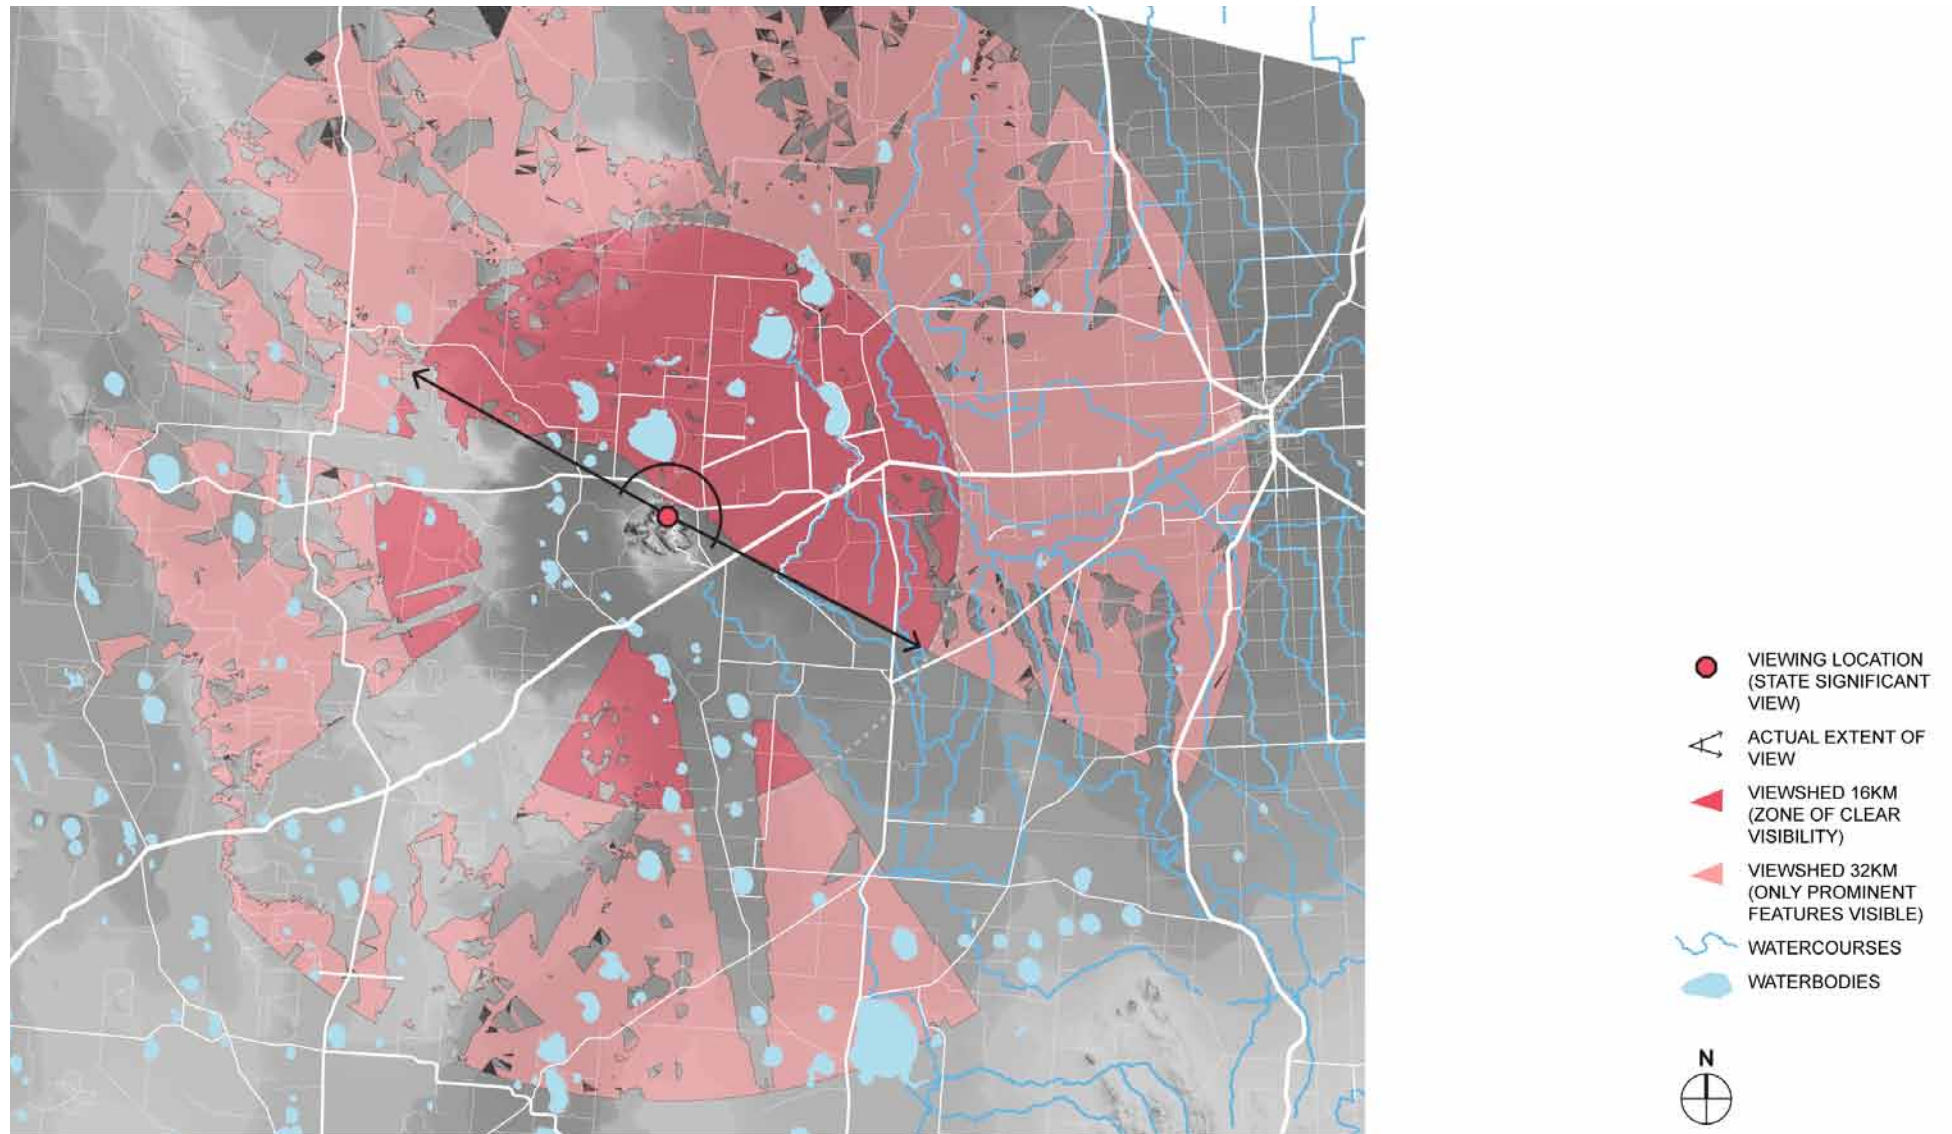 VIEWING LOCATION
(STATE SIGNIFICANT
VIEW)
ACTUAL EXTENT OF
VIEW
VIEWSHED 16KM
(ZONE OF CLEAR
VISIBILITY)
VIEWSHED 32KM
(ONLY PROMINENT
FEATURES VISIBLE)
WATERCOURSES
WATERBODIES
N